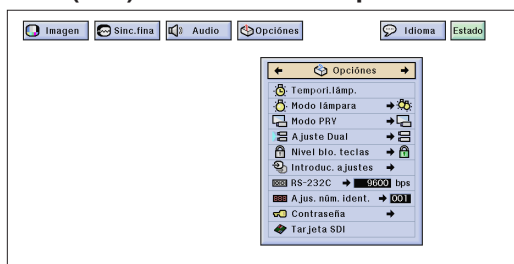 Imagen Sinc.fina Audio Opciónes Idioma Estado
Opciónes
Tempori.lámp.
Modo lámpara
Modo PRY
Ajuste Dual
Nivel blo. teclas
Introduc. ajustes
RS-232C 9600 bps
Ajus. núm. ident. 001
Contraseña
Tarjeta SDI